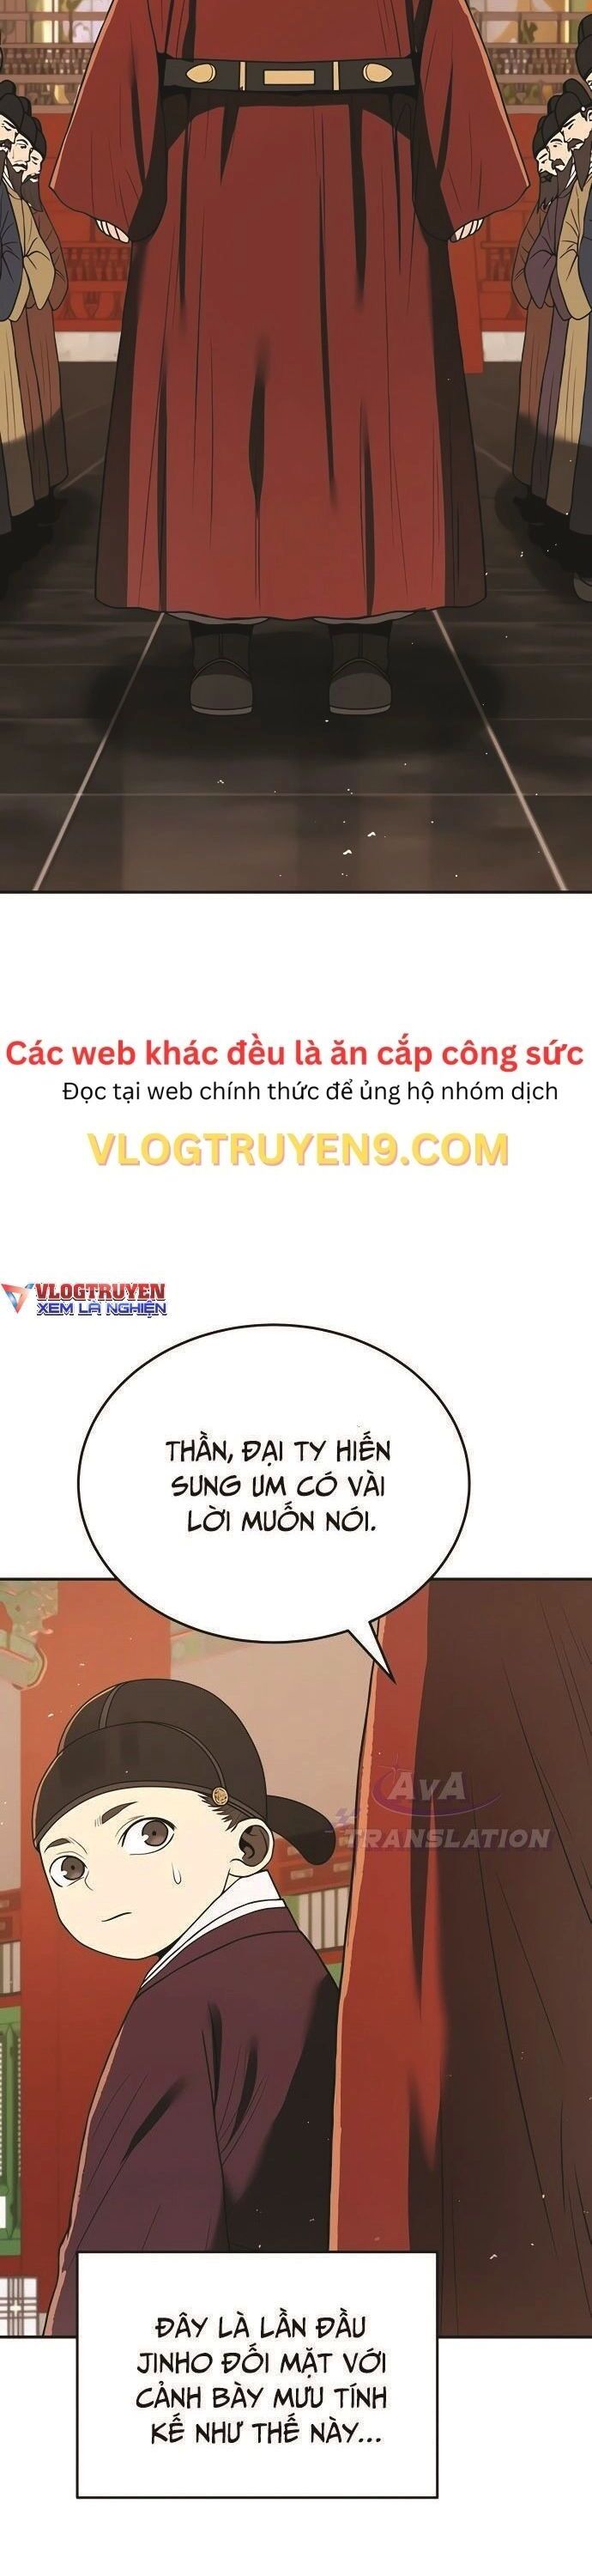 Các web khác đều là ăn cắp công sức
Đọc tại web chính thức để ủng hộ nhóm dịch
VLOGTRUYEN9.COM
VLOGTRUYEN
XEM LÀ NGHIỆN
THẦN, ĐẠI TY HIẾN
SUNG UM CÓ VÀI
LỜI MUỐN NÓI.
AVA
TRANSLATION
ĐÂY LÀ LẦN ĐẦU
JINHO ĐỐI MẶT VỚI
CẢNH BÀY MƯU TÍNH
KẾ NHƯ THẾ NÀY...